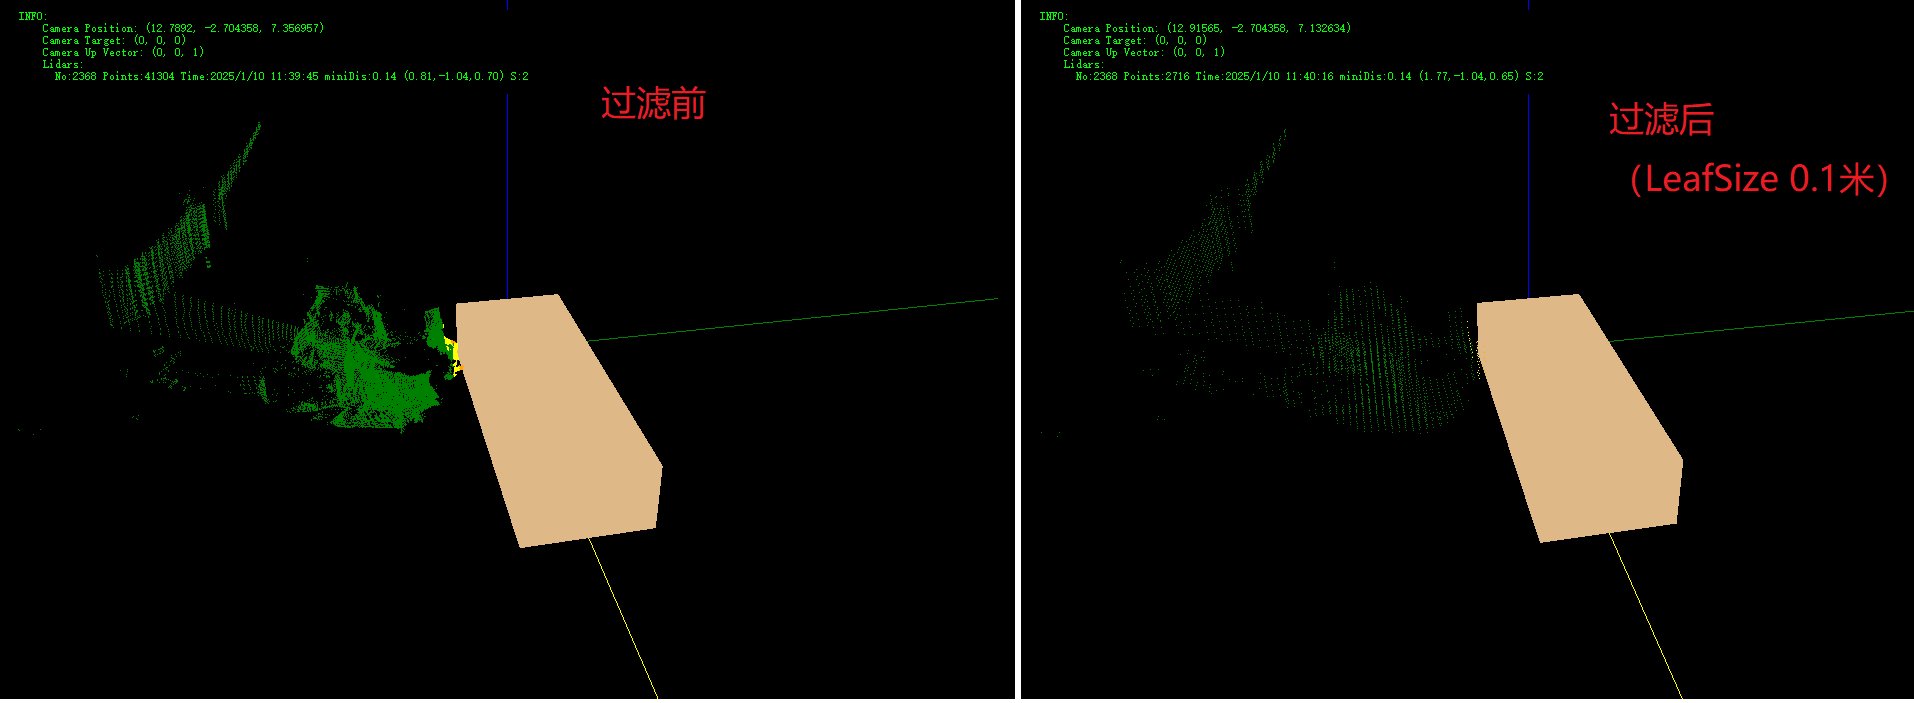 INFO:
Camera Position: (12.7892, -2.704358, 7.356957)
Camera Target: (0, 0, 0)
Camera Up Vector: (0, 0, 1)
Lidars:
No:2368 Points:41304 Time:2025/1/10 11:39:45 miniDis:0.14 (0.81,-1.04,0.70) S:2
过滤前
INFO:
Camera Position: (12.91565, -2.704358, 7.132634)
Camera Target: (0, 0, 0)
Camera Up Vector: (0, 0, 1)
Lidars:
No:2368 Points:2716 Time:2025/1/10 11:40:16 miniDis:0.14 (1.77,-1.04,0.65) S:2
过滤后
（LeafSize 0.1米）